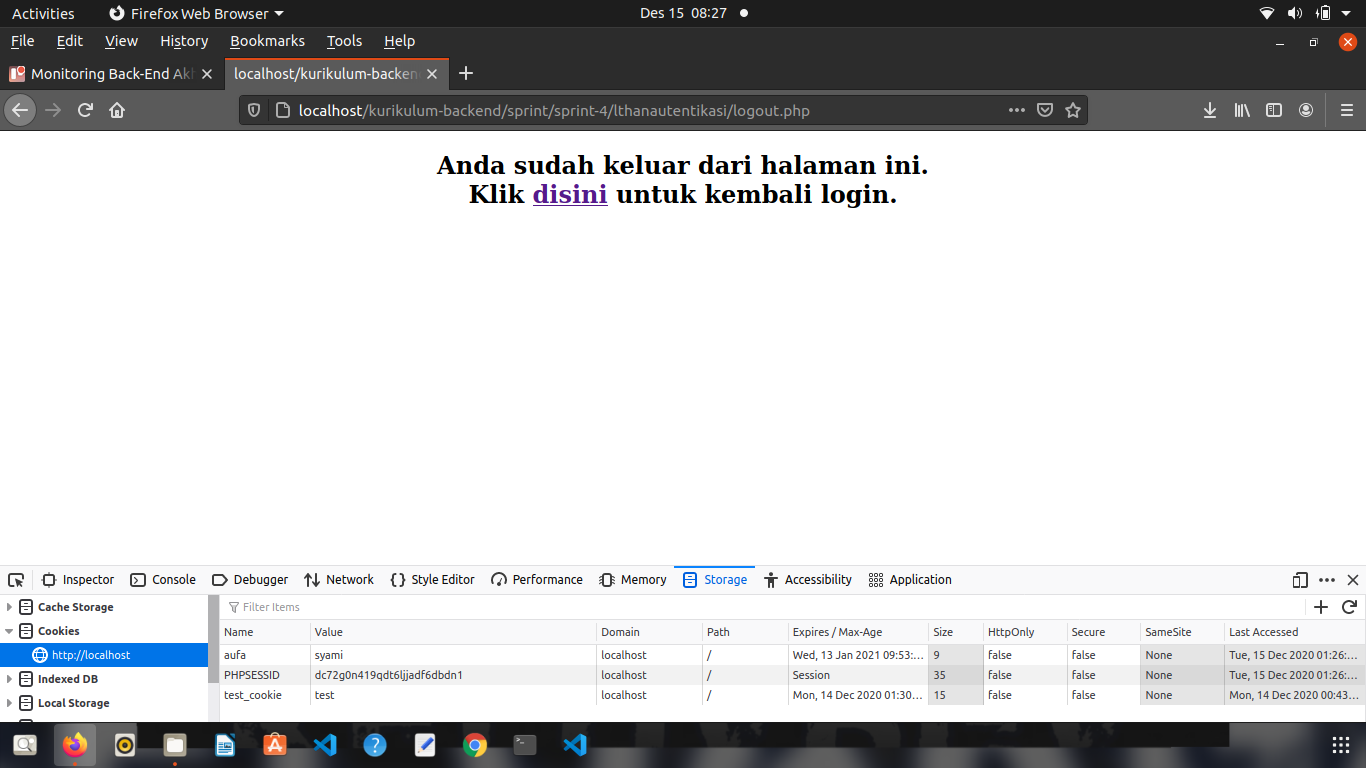 Activities Firefox Web Browser Des 15 08:27
File Edit View History Bookmarks Tools Help
Monitoring Back-End Akh localhost/kurikulum-backen
localhost/kurikulum-backend/sprint/sprint-4/lthanautentikasi/logout.php
Anda sudah keluar dari halaman ini.
Klik disini untuk kembali login.
Inspector Console Debugger Network Style Editor Performance Memory Storage Accessibility Application
Cache Storage Filter Items
Cookies Name Value Domain Path Expires / Max-Age Size HttpOnly Secure SameSite Last Accessed
http://localhost aufa syami localhost / Wed, 13 Jan 2021 09:53:... 9 false false None Tue, 15 Dec 2020 01:26:...
Indexed DB PHPSESSID dc72g0n419qdt6ljjadf6dbdn1 localhost / Session 35 false false None Tue, 15 Dec 2020 01:26:...
Local Storage test_cookie test localhost / Mon, 14 Dec 2020 01:30... 15 false false None Mon, 14 Dec 2020 00:43...